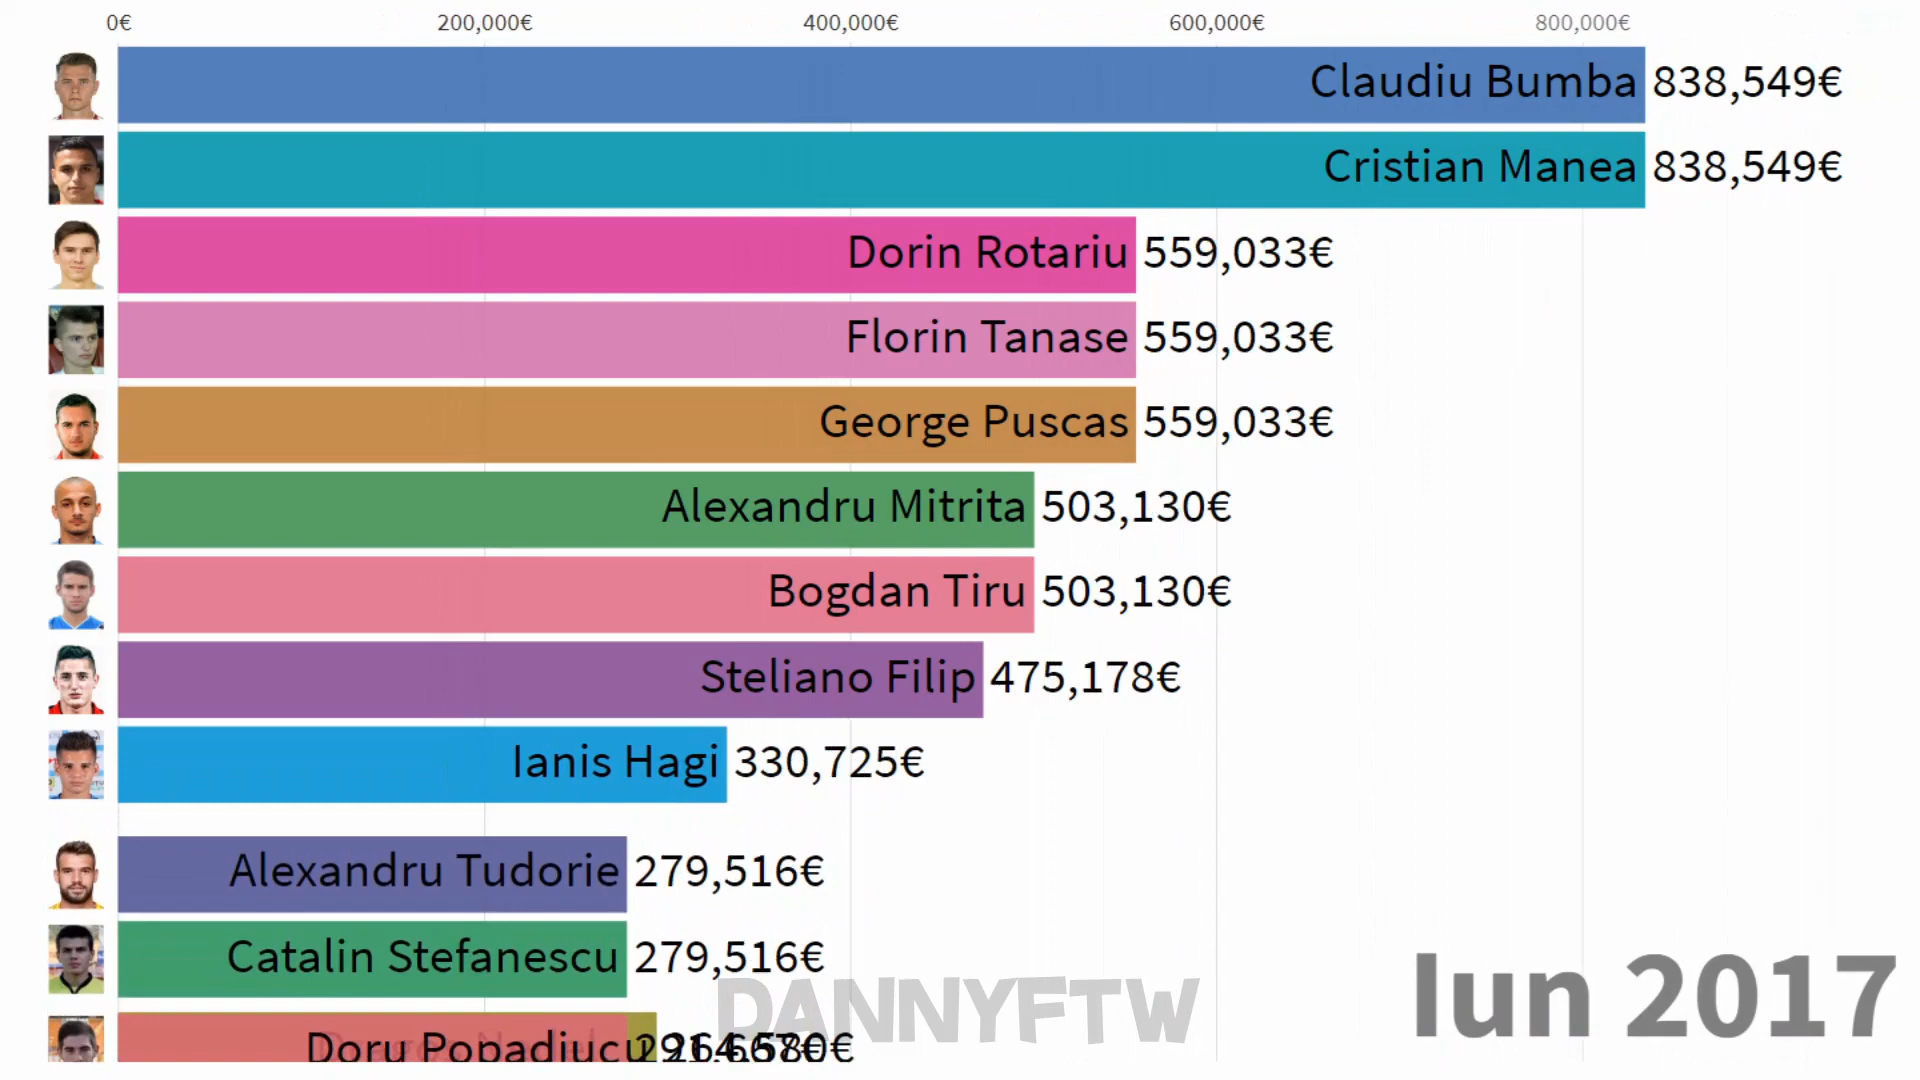 0€ 200,000€ 400,000€ 600,000€ 800,000€
Claudiu Bumba 838,549€
Cristian Manea 838,549€
Dorin Rotariu 559,033€
Florin Tanase 559,033€
George Puscas 559,033€
Alexandru Mitrita 503,130€
Bogdan Tiru 503,130€
Steliano Filip 475,178€
Ianis Hagi 330,725€
Alexandru Tudorie 279,516€
Catalin Stefanescu 279,516€
DANNYFTW
Iun 2017
Doru Popadiuc